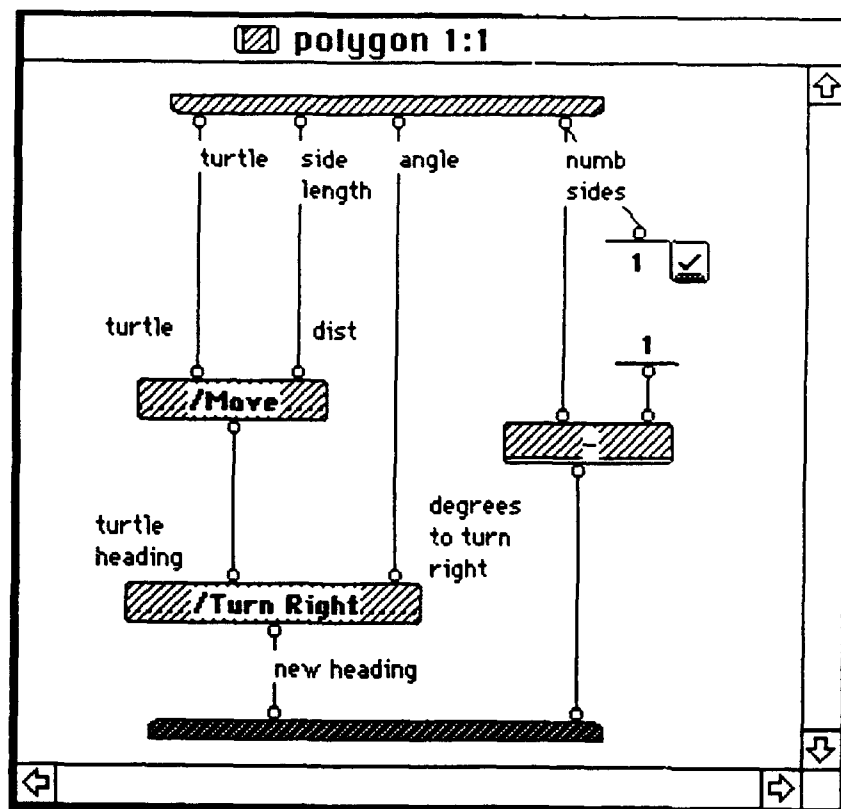 polygon 1:1
turtle
side
length
angle
numb
sides
1
turtle
dist
1
/Move
-
turtle
heading
degrees
to turn
right
/Turn Right
new heading